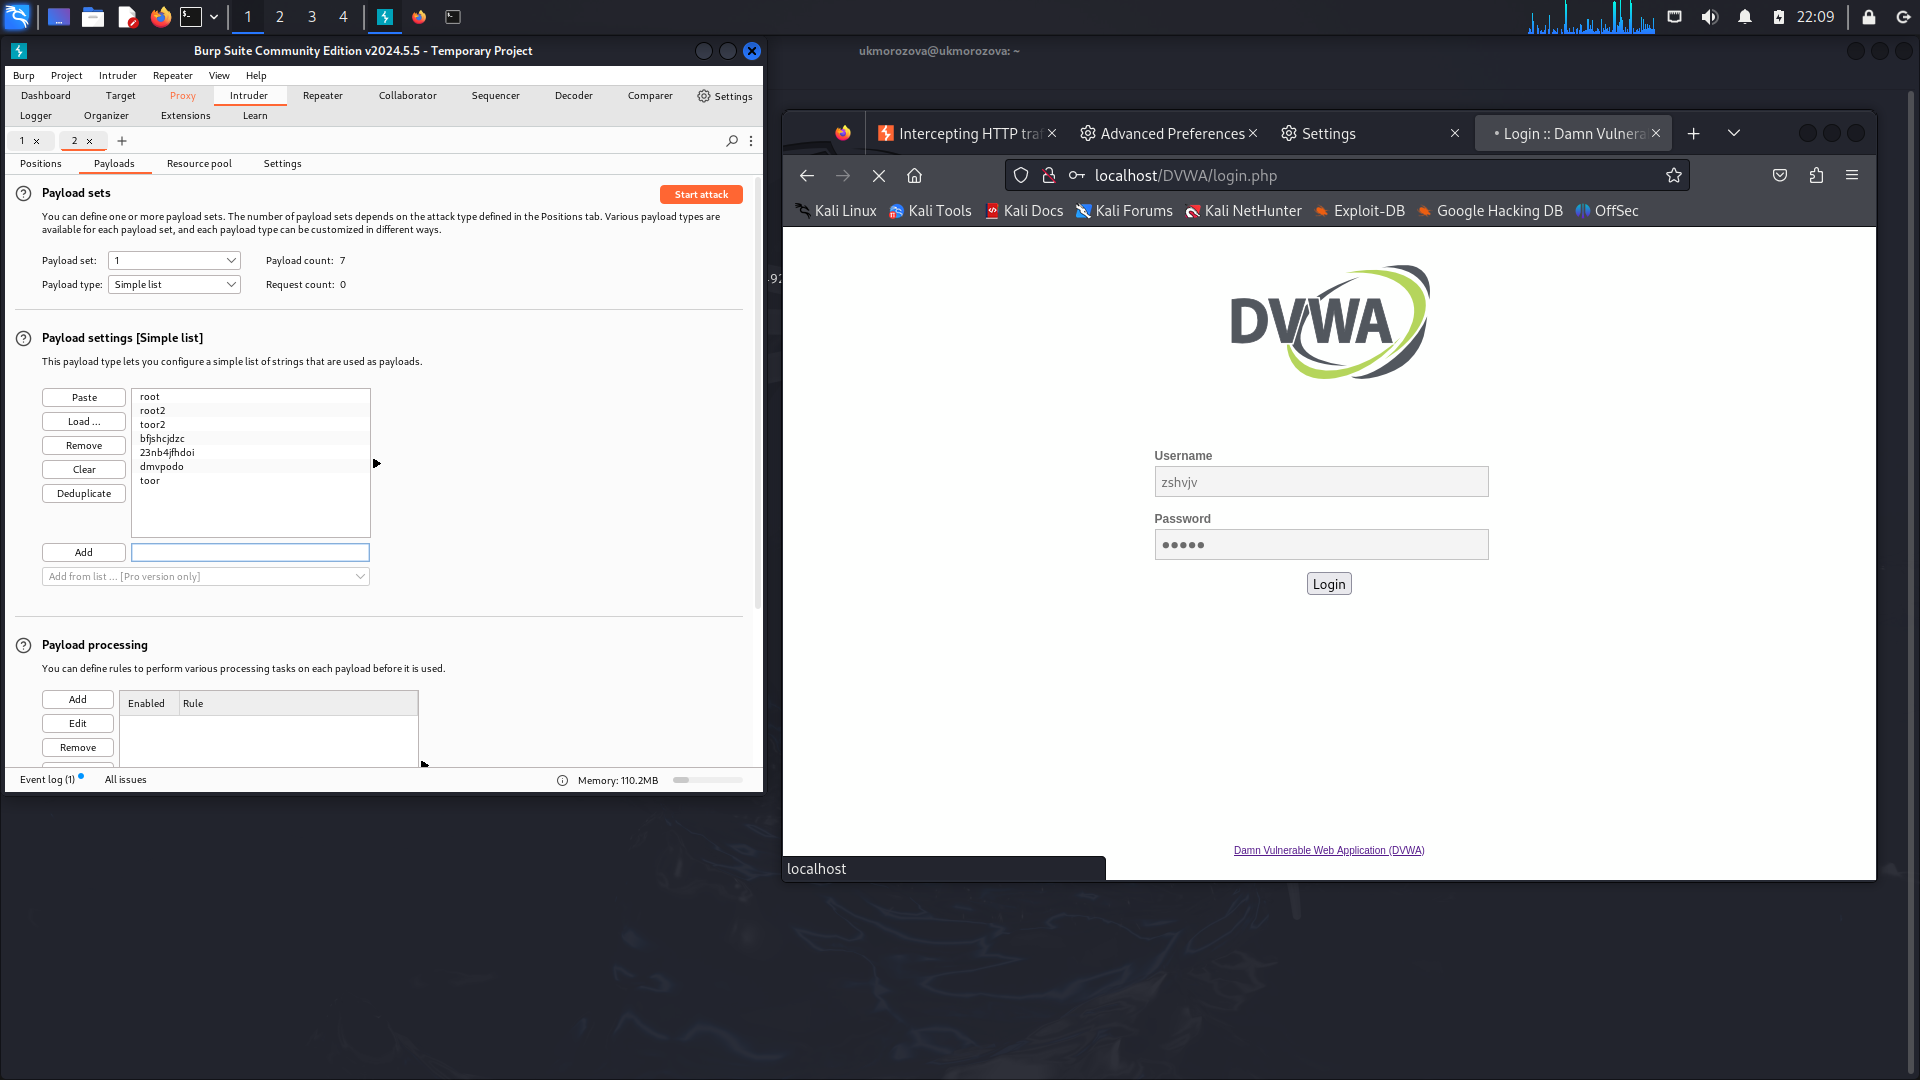 1 2 3 4 22:09
Burp Suite Community Edition v2024.5.5 - Temporary Project
Burp Project Intruder Repeater View Help
Dashboard Target Proxy Intruder Repeater Collaborator Sequencer Decoder Comparer Settings
Logger Organizer Extensions Learn
1 × 2 × +
Positions Payloads Resource pool Settings
? Payload sets Start attack
You can define one or more payload sets. The number of payload sets depends on the attack type defined in the Positions tab. Various payload types are
available for each payload set, and each payload type can be customized in different ways.
Payload set: 1 Payload count: 7
Payload type: Simple list Request count: 0
? Payload settings [Simple list]
This payload type lets you configure a simple list of strings that are used as payloads.
Paste
Load ...
Remove
Clear
Deduplicate
root
root2
toor2
bfjshcjdzc
23nb4jfhdoi
dmvpodo
toor
Add
Add from list ... [Pro version only]
? Payload processing
You can define rules to perform various processing tasks on each payload before it is used.
Add
Edit
Remove
Enabled Rule
Event log (1) All issues Memory: 110.2MB
ukmorozova@ukmorozova: ~
Intercepting HTTP traf × Advanced Preferences × Settings × Login :: Damn Vulnera ×
localhost/DVWA/login.php
Kali Linux Kali Tools Kali Docs Kali Forums Kali NetHunter Exploit-DB Google Hacking DB OffSec
DVWA
Username
zshvjv
Password
Login
Damn Vulnerable Web Application (DVWA)
localhost